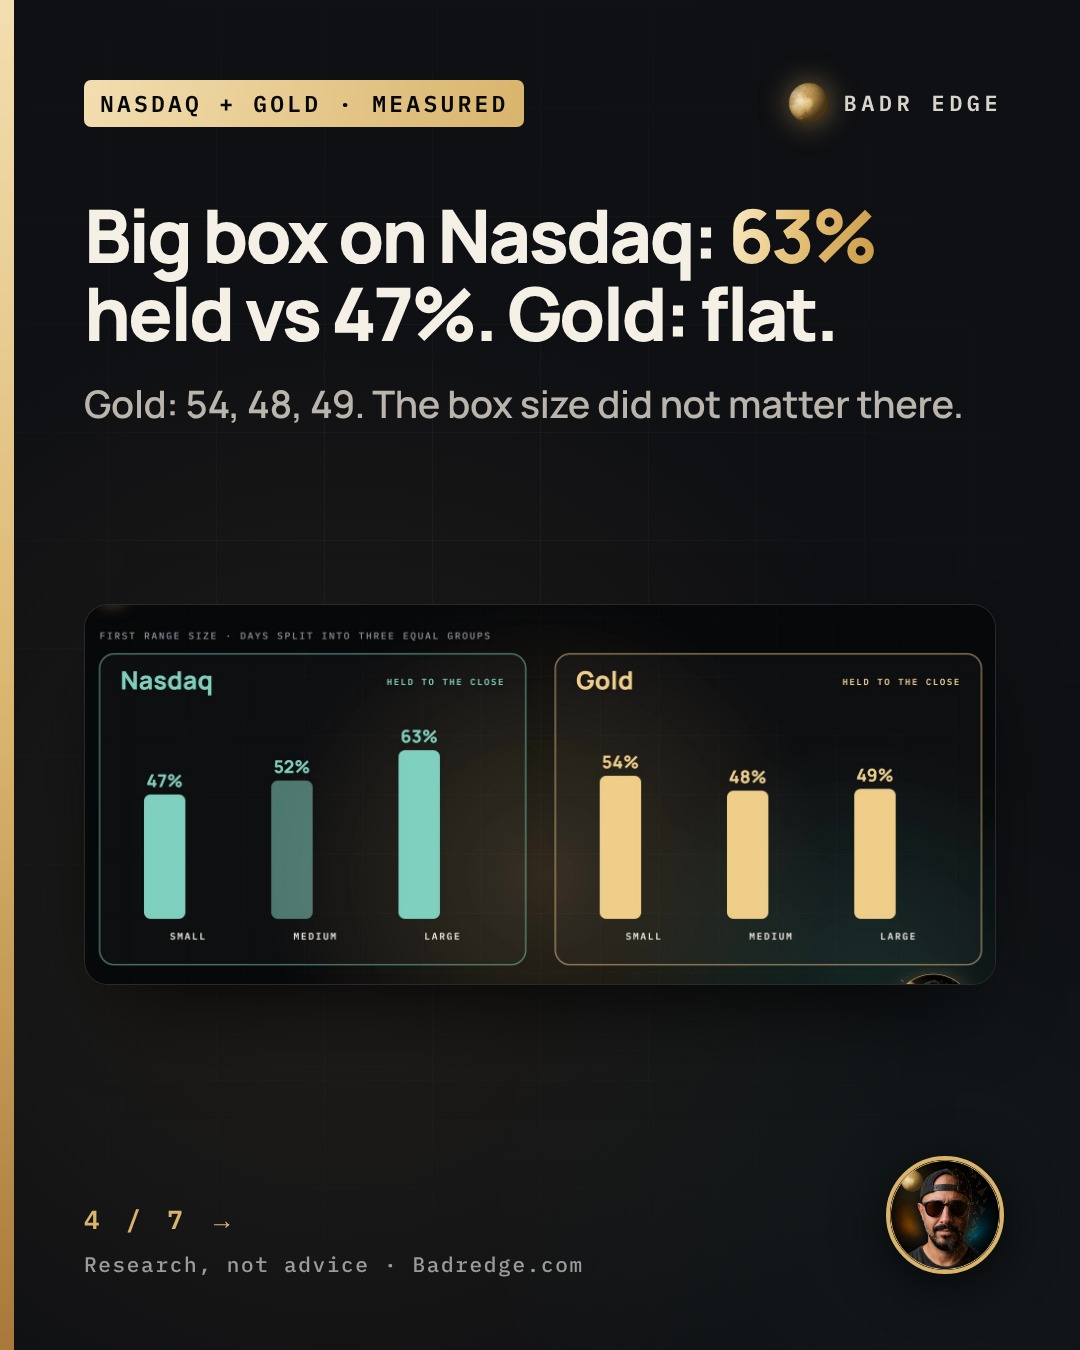 NASDAQ + GOLD · MEASURED
BADR EDGE
Big box on Nasdaq: 63%
held vs 47%. Gold: flat.
Gold: 54, 48, 49. The box size did not matter there.
FIRST RANGE SIZE · DAYS SPLIT INTO THREE EQUAL GROUPS
Nasdaq
HELD TO THE CLOSE
47%
52%
63%
SMALL
MEDIUM
LARGE
Gold
HELD TO THE CLOSE
54%
48%
49%
SMALL
MEDIUM
LARGE
4 / 7 →
Research, not advice · Badredge.com